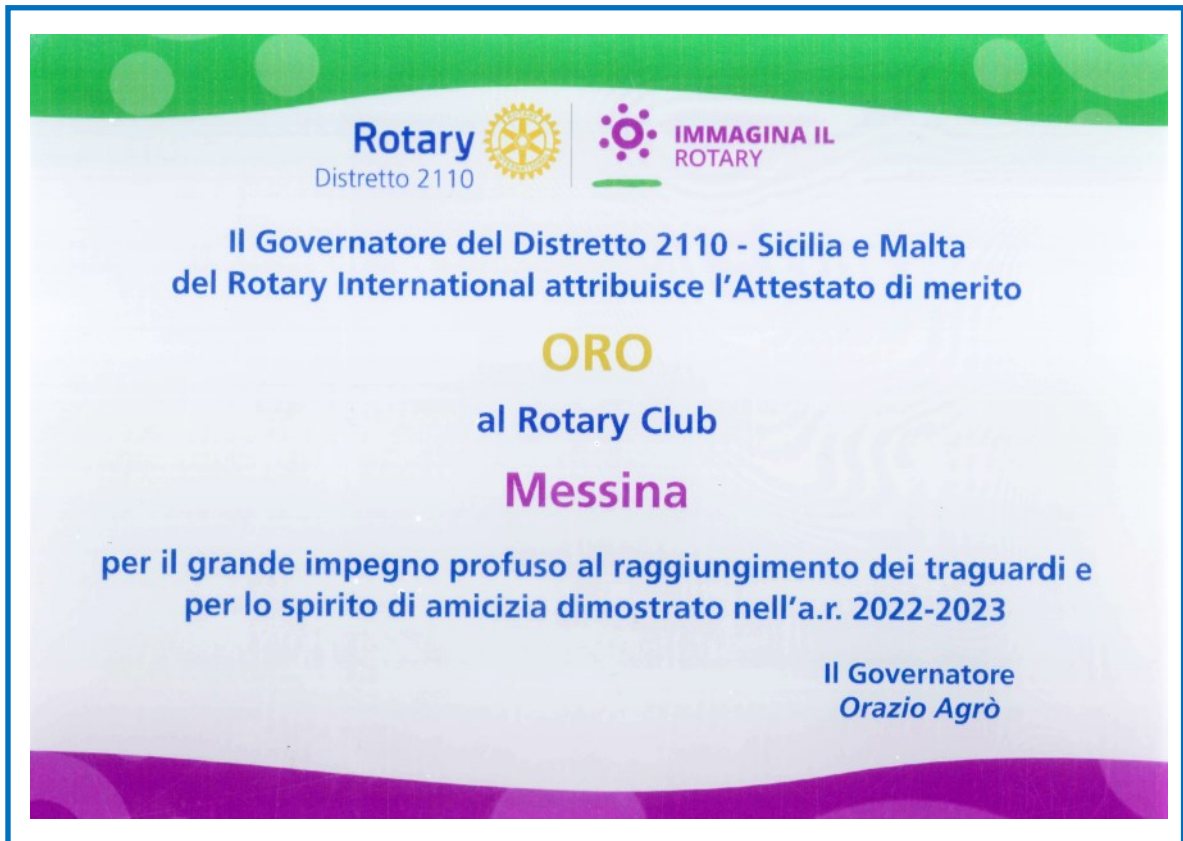 Rotary
Distretto 2110
IMMAGINA IL
ROTARY
Il Governatore del Distretto 2110 - Sicilia e Malta
del Rotary International attribuisce l'Attestato di merito
ORO
al Rotary Club
Messina
per il grande impegno profuso al raggiungimento dei traguardi e
per lo spirito di amicizia dimostrato nell'a.r. 2022-2023
Il Governatore
Orazio Agrò